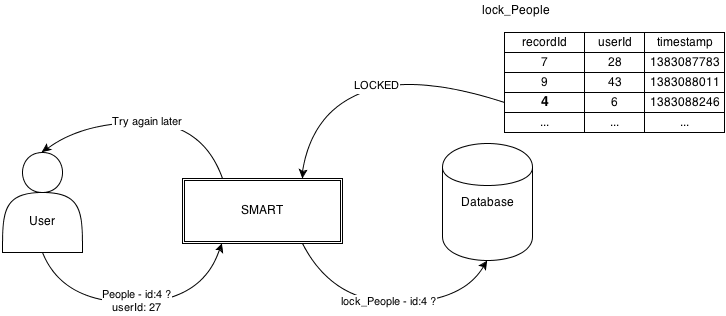 lock_People
recordId userId timestamp
7 28 1383087783
9 43 1383088011
4 6 1383088246
... ... ...
LOCKED
Try again later
User
SMART
Database
People - id:4 ?
userId: 27
lock_People - id:4 ?